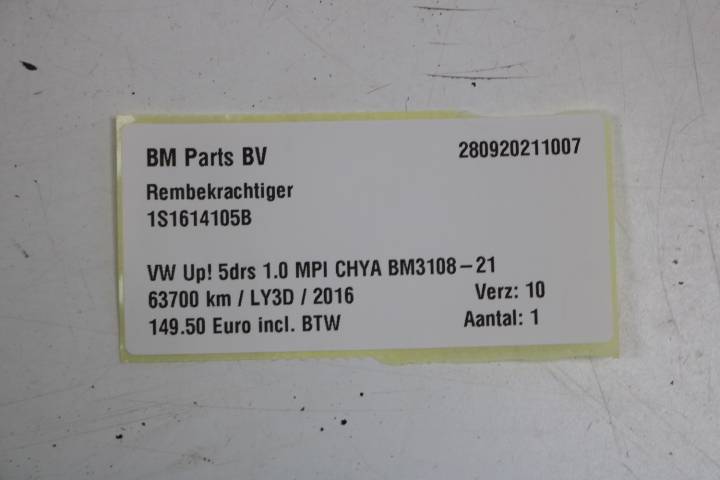 BM Parts BV 280920211007
Rembekrachtiger
1S1614105B
VW Up! 5drs 1.0 MPI CHYA BM3108-21
63700 km / LY3D / 2016 Verz: 10
149.50 Euro incl. BTW Aantal: 1